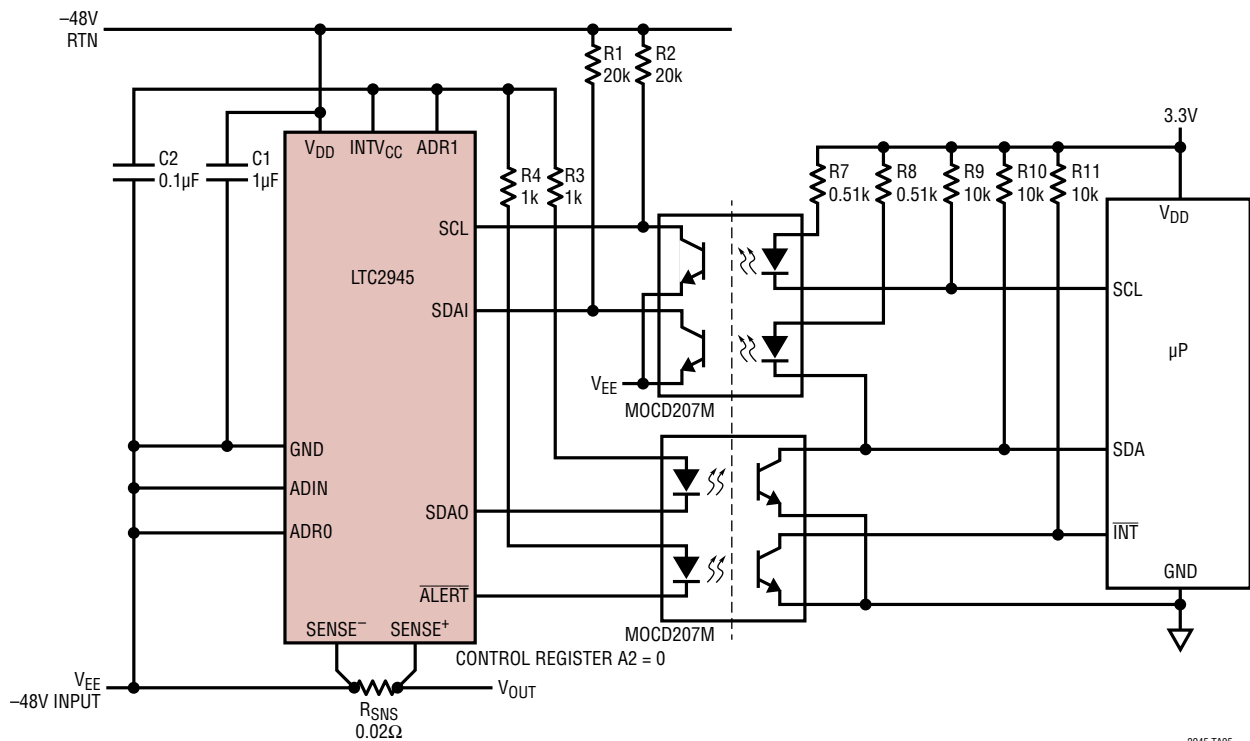 –48V
RTN
R1
20k
R2
20k
3.3V
C2
0.1µF
C1
1µF
VDD
INTVCC
ADR1
R4
1k
R3
1k
R7
0.51k
R8
0.51k
R9
10k
R10
10k
R11
10k
VDD
SCL
LTC2945
SCL
SDAI
µP
VEE
MOCD207M
GND
SDA
ADIN
SDAO
ADR0
INT
GND
ALERT
SENSE–
SENSE+
MOCD207M
CONTROL REGISTER A2 = 0
VEE
–48V INPUT
VOUT
RSNS
0.02Ω